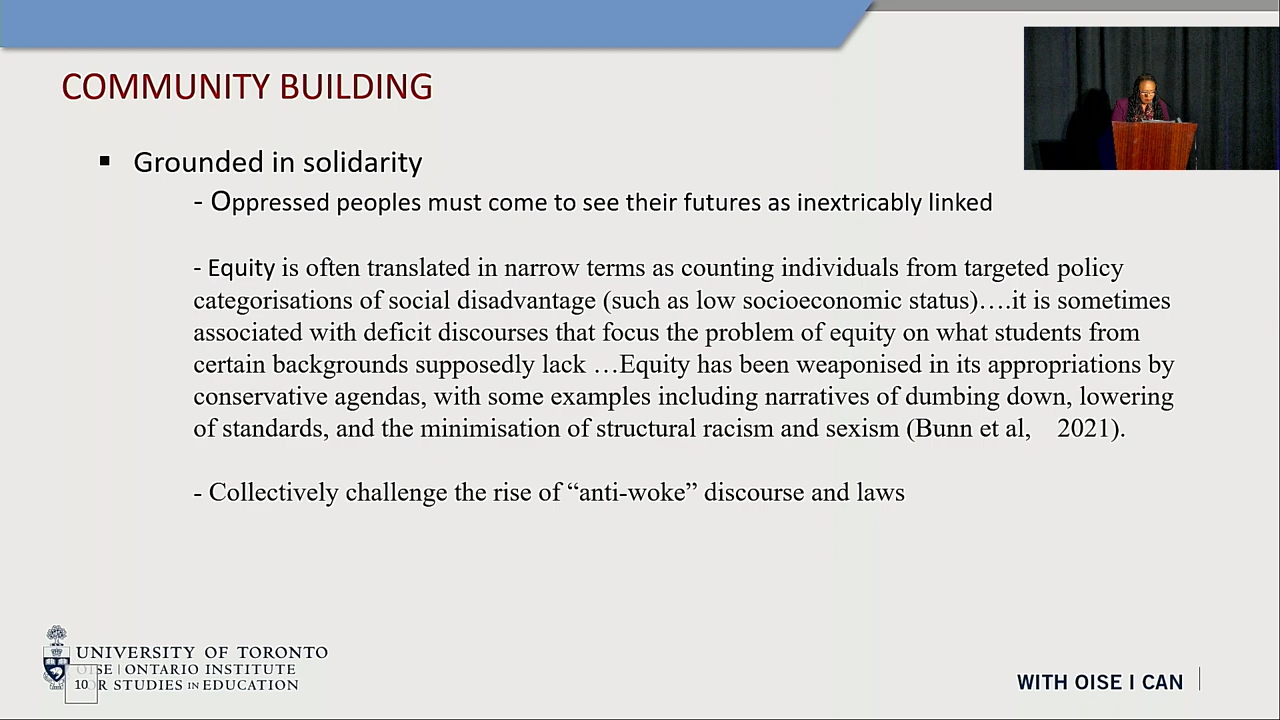 COMMUNITY BUILDING
▪ Grounded in solidarity
- Oppressed peoples must come to see their futures as inextricably linked
- Equity is often translated in narrow terms as counting individuals from targeted policy
categorisations of social disadvantage (such as low socioeconomic status)….it is sometimes
associated with deficit discourses that focus the problem of equity on what students from
certain backgrounds supposedly lack …Equity has been weaponised in its appropriations by
conservative agendas, with some examples including narratives of dumbing down, lowering
of standards, and the minimisation of structural racism and sexism (Bunn et al, 2021).
- Collectively challenge the rise of “anti-woke” discourse and laws
UNIVERSITY OF TORONTO
OISE | ONTARIO INSTITUTE
R STUDIES IN EDUCATION
10
WITH OISE I CAN